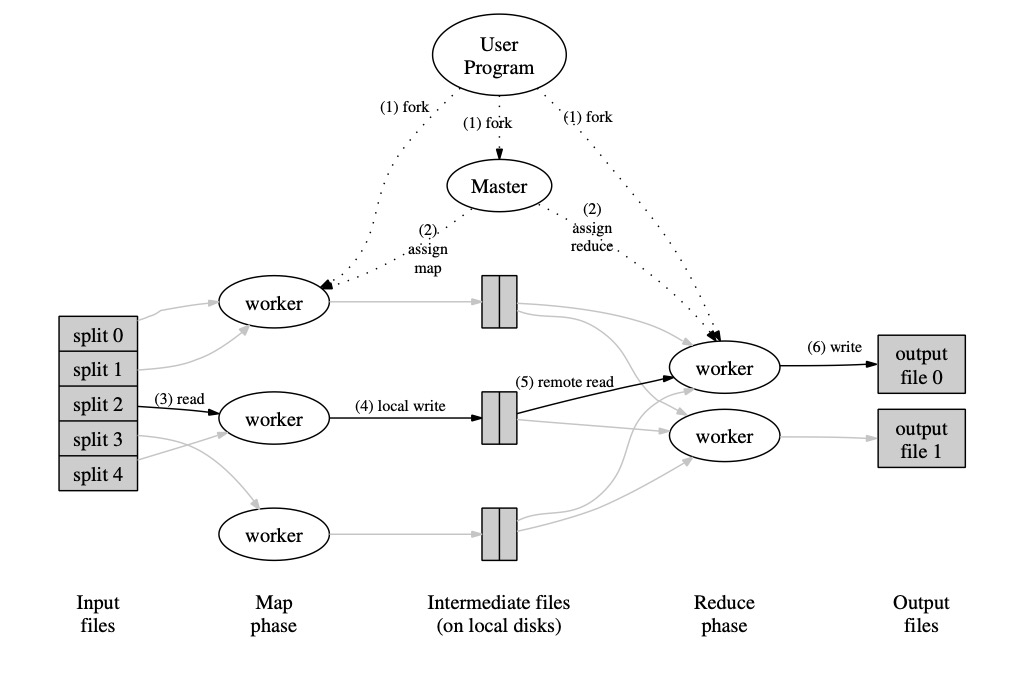 User
Program
(1) fork
(1) fork
(1) fork
Master
(2)
assign
map
(2)
assign
reduce
worker
split 0
split 1
split 2
split 3
split 4
(3) read
worker
(4) local write
(5) remote read
worker
worker
worker
(6) write
output
file 0
output
file 1
Input
files
Map
phase
Intermediate files
(on local disks)
Reduce
phase
Output
files